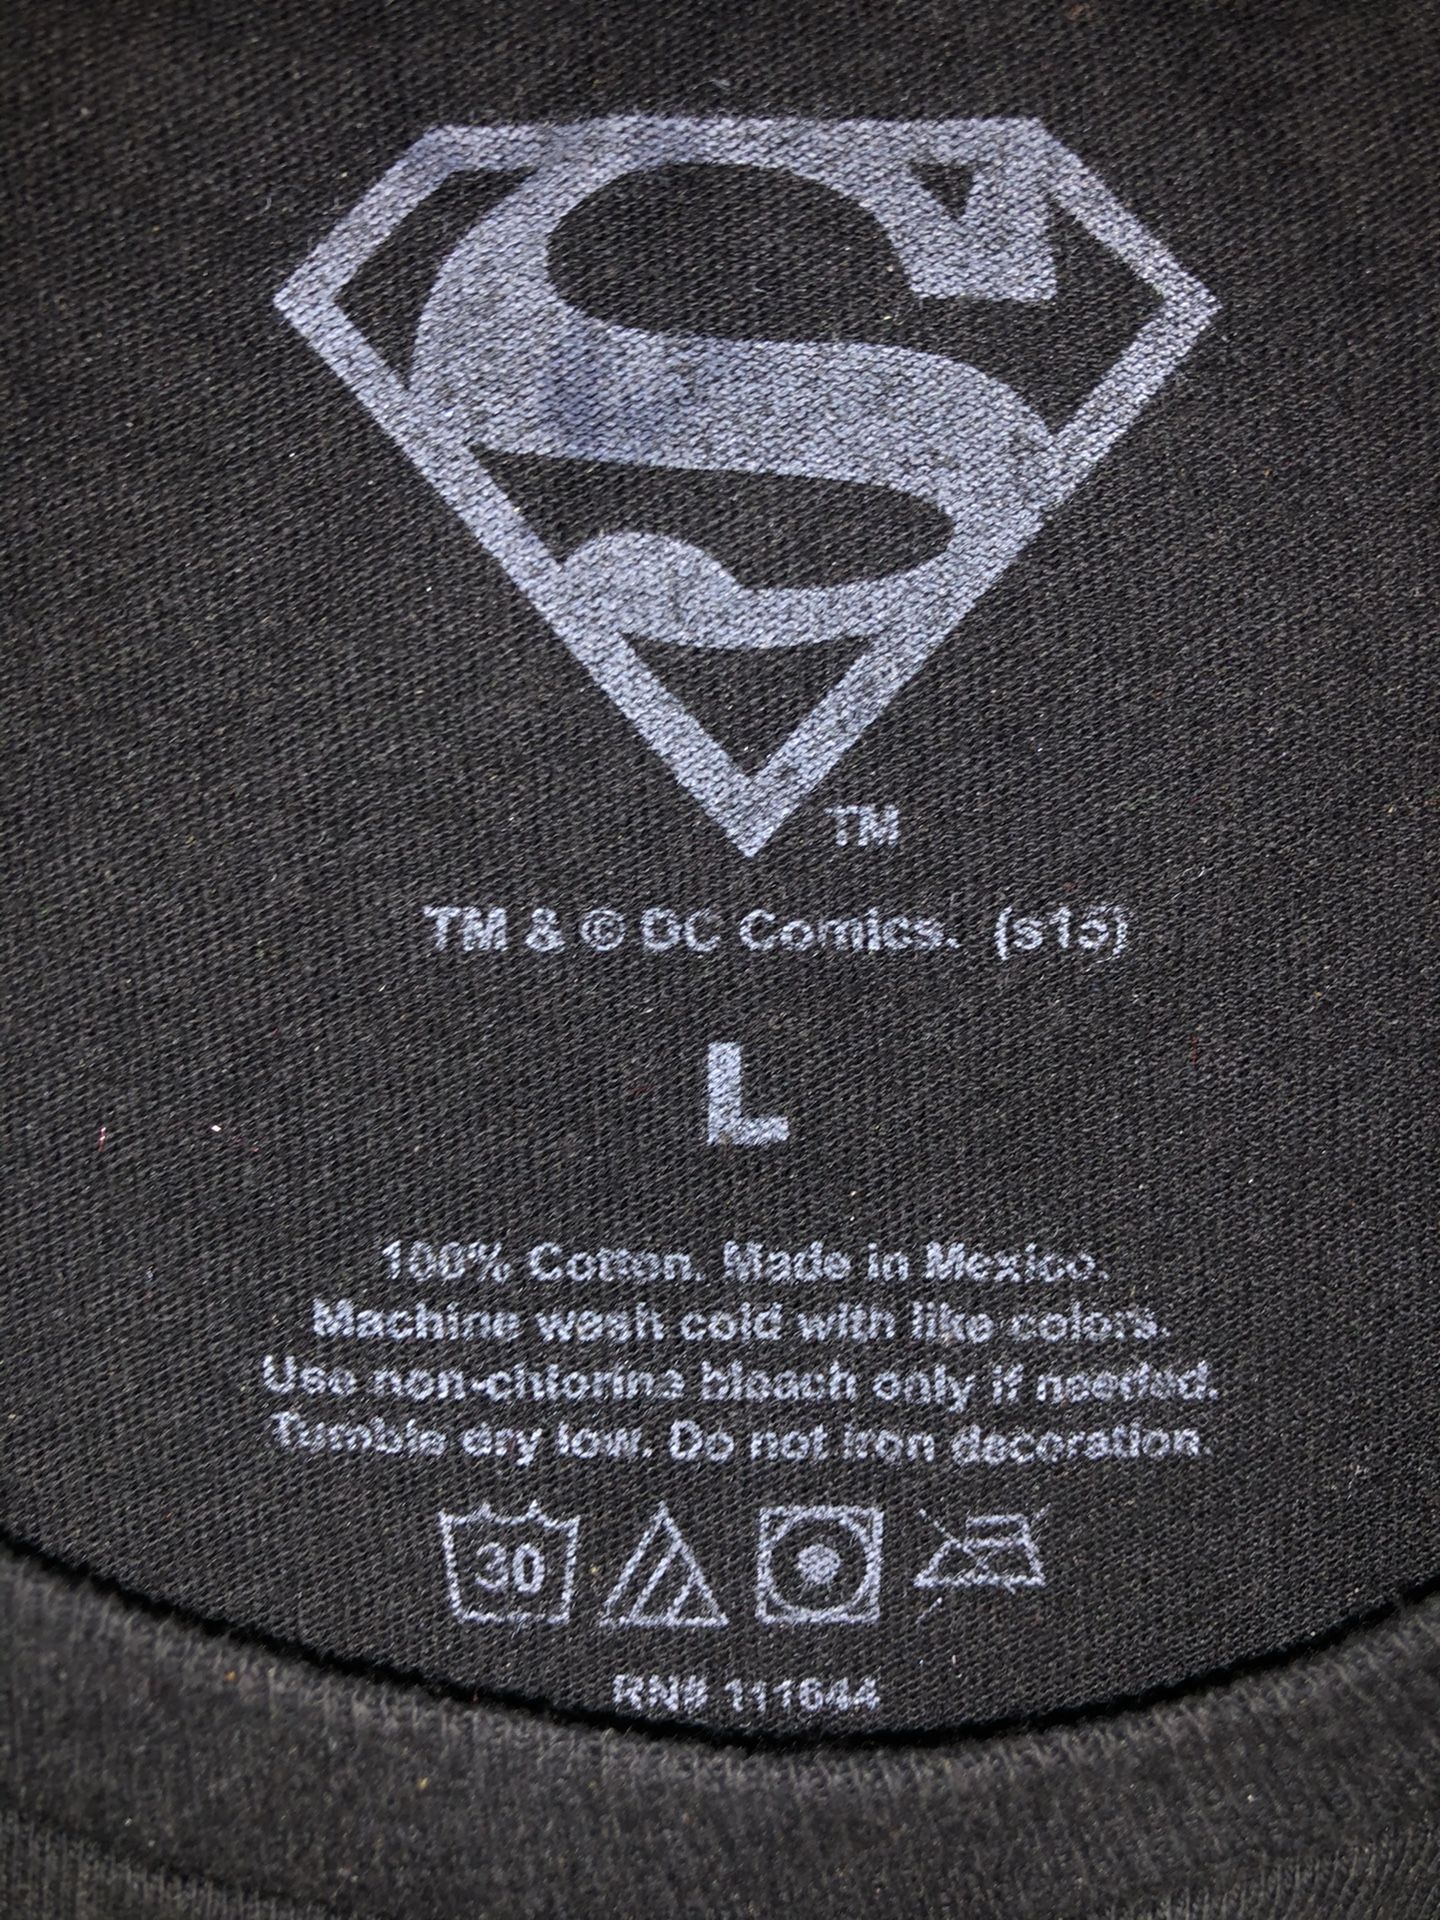 S
TM
TM & © DC Comics. (s15)
L
100% Cotton. Made in Mexico.
Machine wash cold with like colors.
Use non-chlorine bleach only if needed.
Tumble dry low. Do not iron decoration.
30
RN# 111644